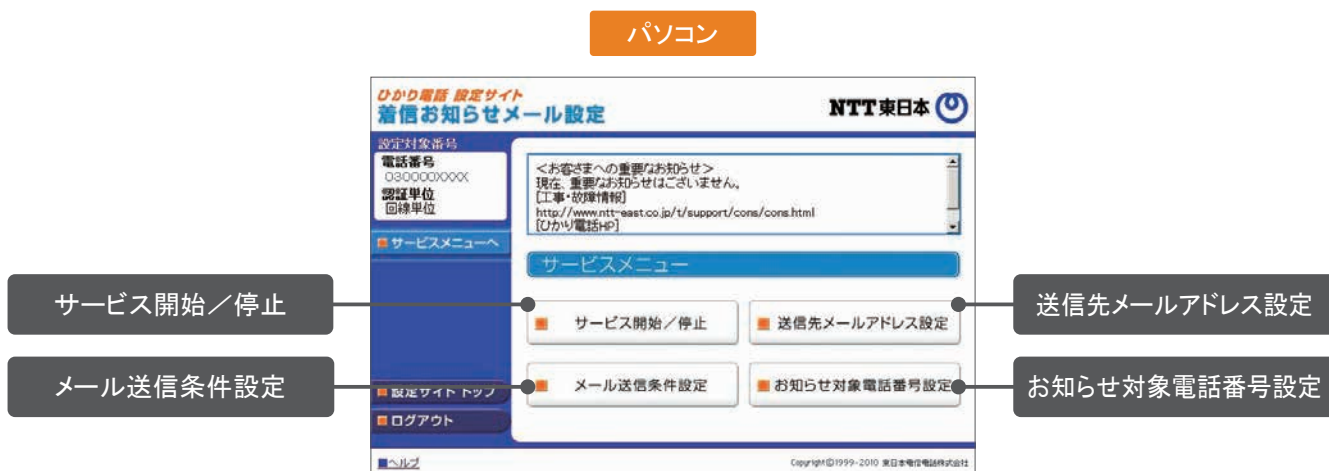 パソコン
ひかり電話 設定サイト
着信お知らせメール設定
NTT東日本
設定対象番号
電話番号
030000XXXX
認証単位
回線単位
<お客さまへの重要なお知らせ>
現在、重要なお知らせはございません。
[工事・故障情報]
http://www.ntt-east.co.jp/t/support/cons/cons.html
[ひかり電話HP]
サービスメニューへ
サービスメニュー
サービス開始／停止
サービス開始／停止
送信先メールアドレス設定
送信先メールアドレス設定
メール送信条件設定
メール送信条件設定
お知らせ対象電話番号設定
お知らせ対象電話番号設定
設定サイトトップ
ログアウト
ヘルプ
Copyright©1999-2010 東日本電信電話株式会社